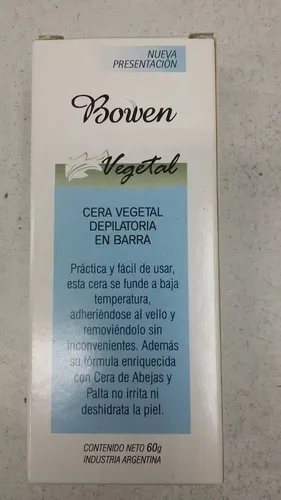 NUEVA
PRESENTACIÓN
Bowen
Vegetal
CERA VEGETAL
DEPILATORIA
EN BARRA
Práctica y fácil de usar,
esta cera se funde a baja
temperatura,
adheriéndose al vello y
removiéndolo sin
inconvenientes. Además
su fórmula enriquecida
con Cera de Abejas y
Palta no irrita ni
deshidrata la piel.
CONTENIDO NETO 60g
INDUSTRIA ARGENTINA